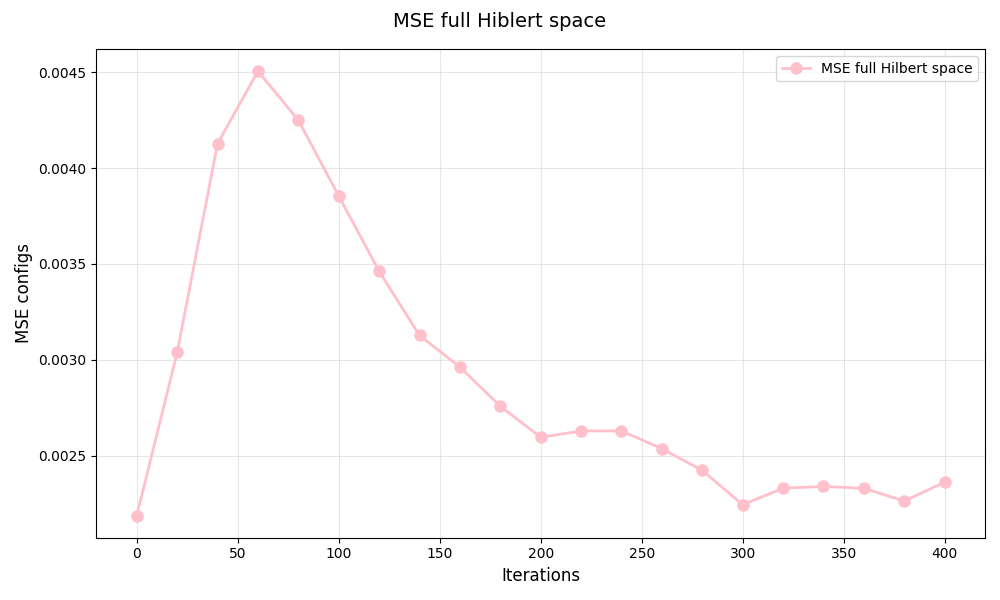 MSE full Hiblert space
MSE full Hilbert space
MSE configs
0.0045
0.0040
0.0035
0.0030
0.0025
0 50 100 150 200 250 300 350 400
Iterations